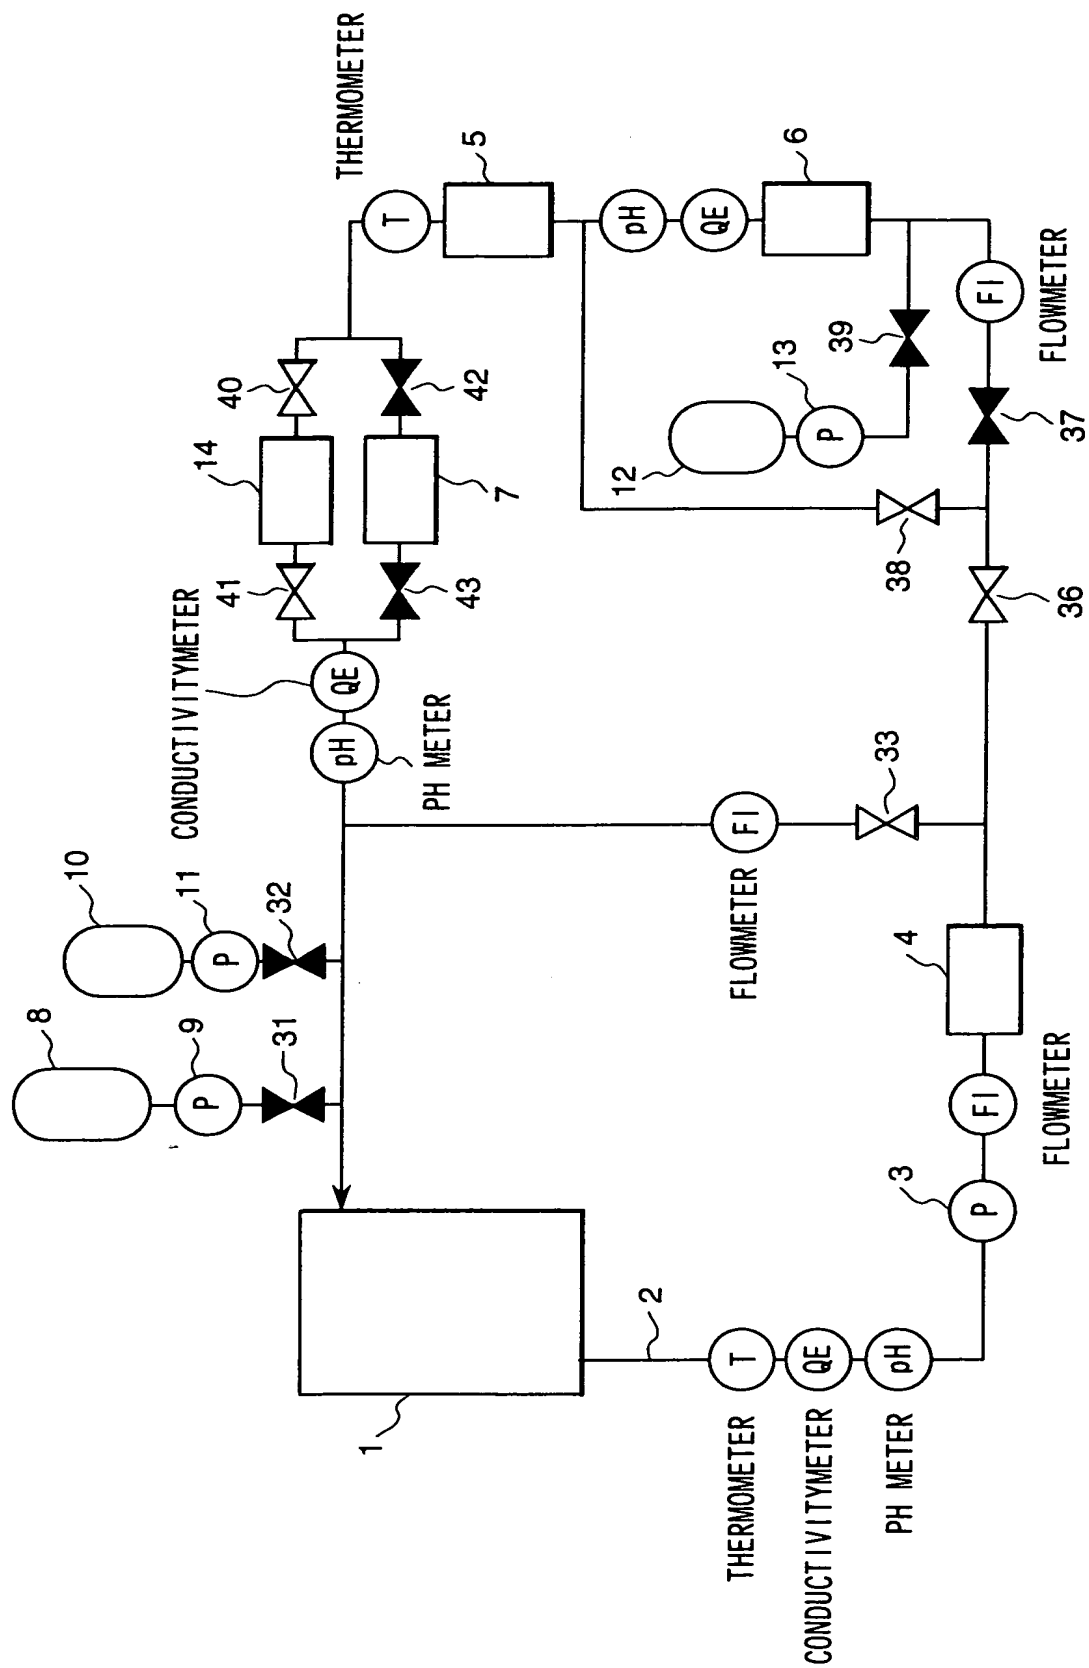 8
10
9
11
CONDUCTIVITYMETER
14
P
P
41
40
31
32
pH
QE
THERMOMETER
1
T
PH METER
43
42
5
7
12
pH
2
QE
THERMOMETER
T
FLOWMETER
FI
13
6
CONDUCTIVITYMETER
QE
P
39
33
PH METER
pH
3
4
38
P
FI
FI
FLOWMETER
FLOWMETER
36
37